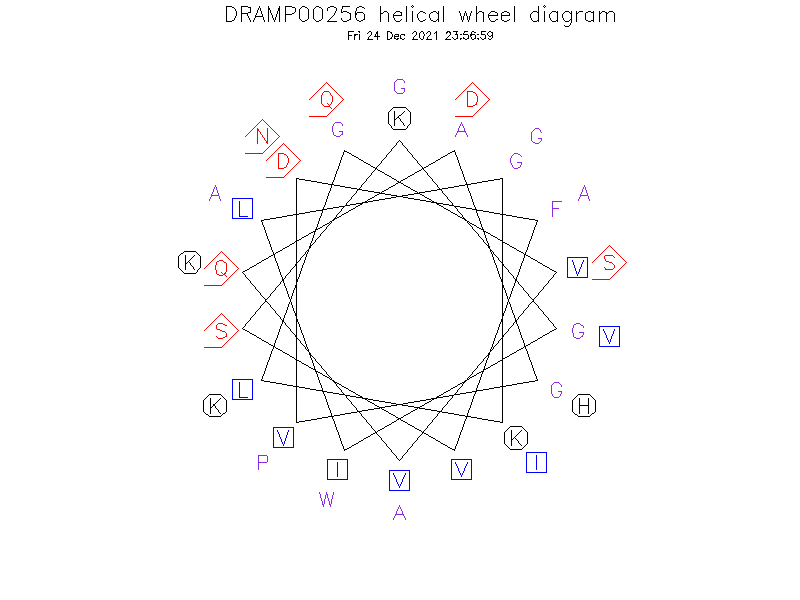 DRAMP00256 helical wheel diagram
Fri 24 Dec 2021 23:56:59
G
Q D
K
G A
N G
D G
A A
L F
K Q V S
S G V
L G
K H
V K
P I
I V V
W A